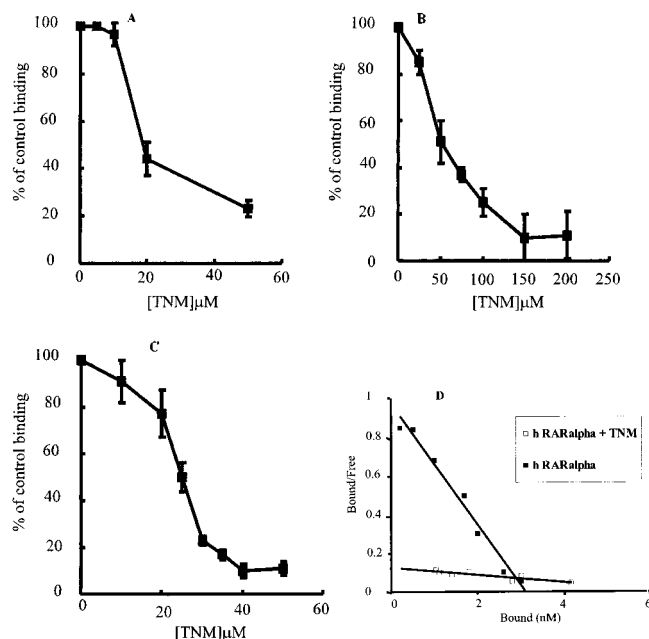 A
% of control binding
100
80
60
40
20
0
0 20 40 60
[TNM]µM
B
% of control binding
100
80
60
40
20
0
0 50 100 150 200 250
[TNM]µM
C
% of control binding
100
80
60
40
20
0
0 20 40 60
[TNM]µM
D
Bound/Free
1
0.8
0.6
0.4
0.2
0
0 2 4 6
Bound (nM)
h RARalpha + TNM
h RARalpha